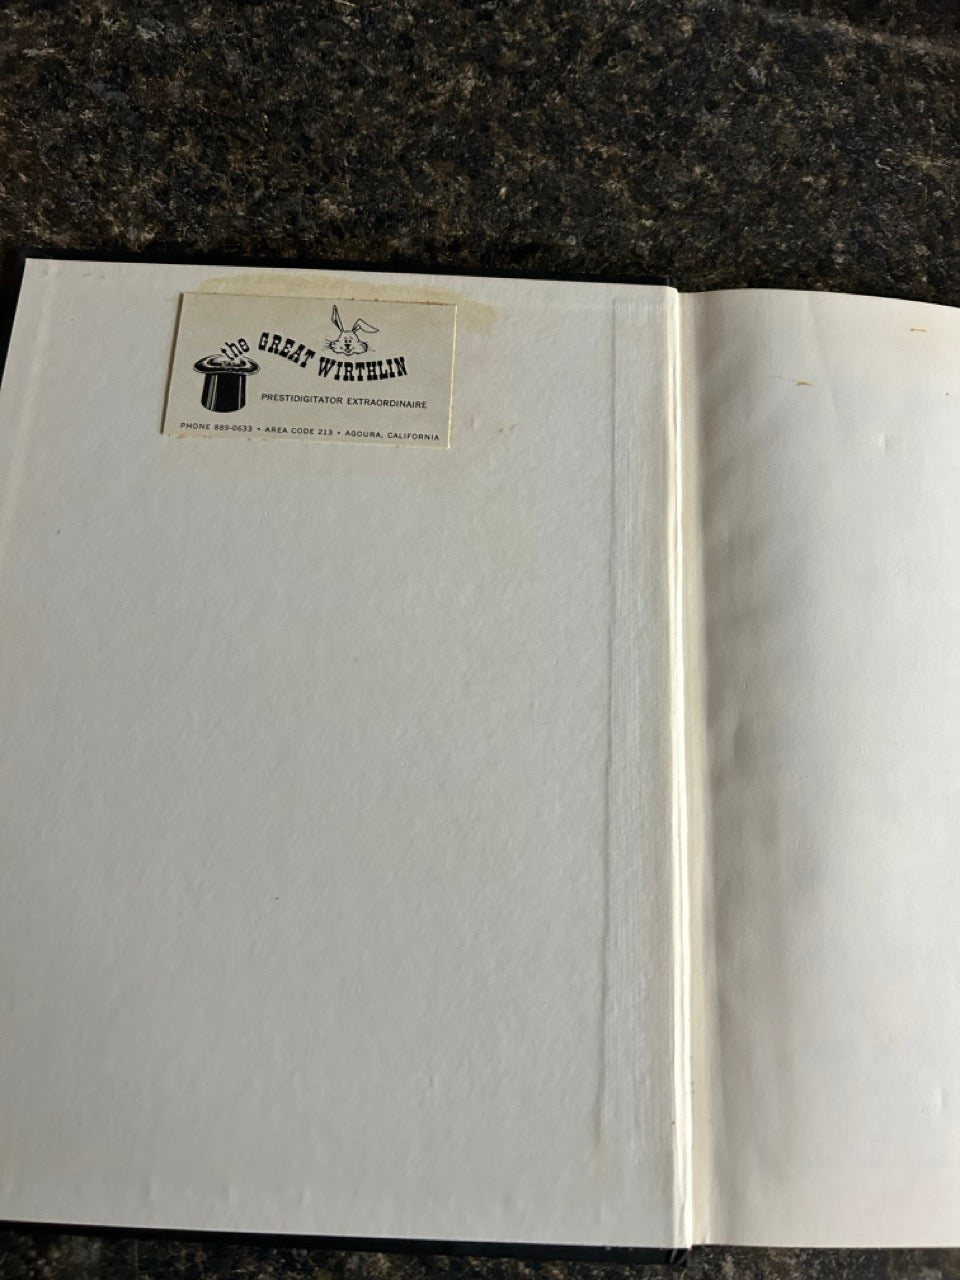 the GREAT WIRTHLIN
PRESTIDIGITATOR EXTRAORDINAIRE
PHONE 889-0633 • AREA CODE 213 • AGOURA, CALIFORNIA